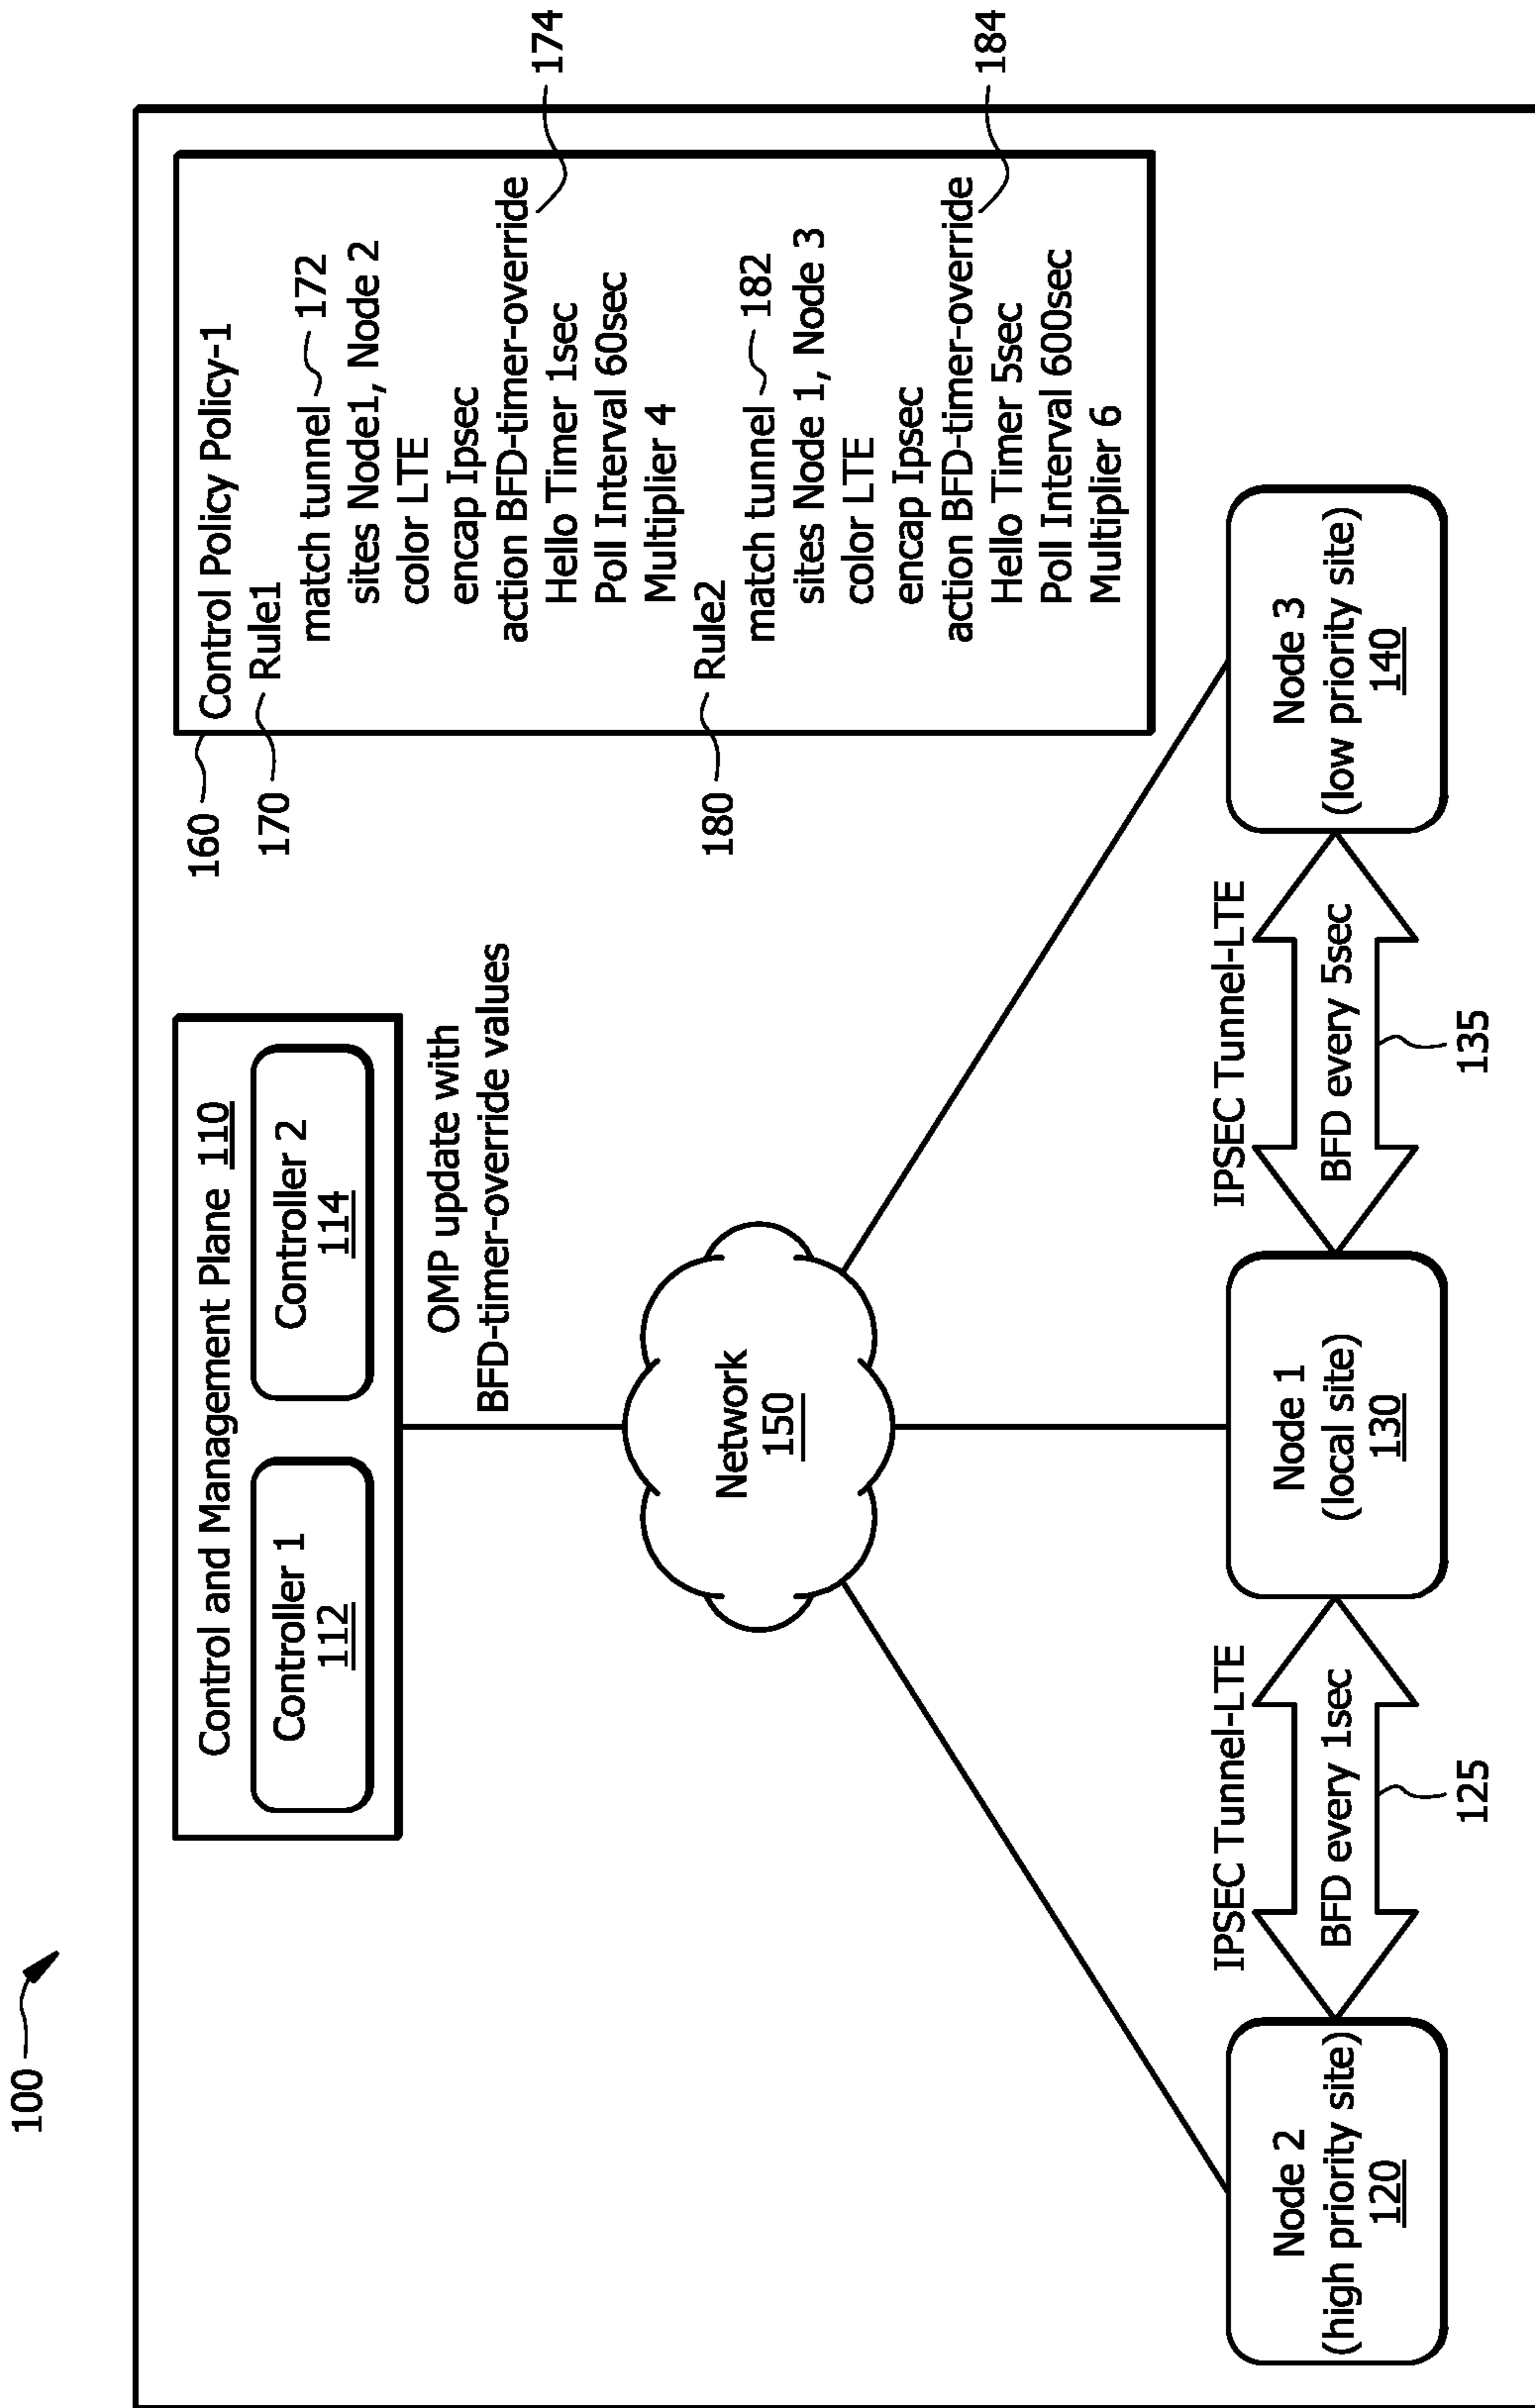 100
Control and Management Plane 110
Controller 1
112
Controller 2
114
OMP update with
BFD-timer-override values
160
Control Policy Policy-1
170
Rule1
match tunnel
172
sites Node1, Node 2
color LTE
encap Ipsec
action BFD-timer-override
174
Hello Timer 1sec
Poll Interval 60sec
Multiplier 4
180
Rule2
match tunnel
182
sites Node 1, Node 3
color LTE
encap Ipsec
action BFD-timer-override
184
Hello Timer 5sec
Poll Interval 600sec
Multiplier 6
Network
150
Node 2
(high priority site)
120
IPSEC Tunnel-LTE
BFD every 1sec
125
Node 1
(local site)
130
IPSEC Tunnel-LTE
BFD every 5sec
135
Node 3
(low priority site)
140